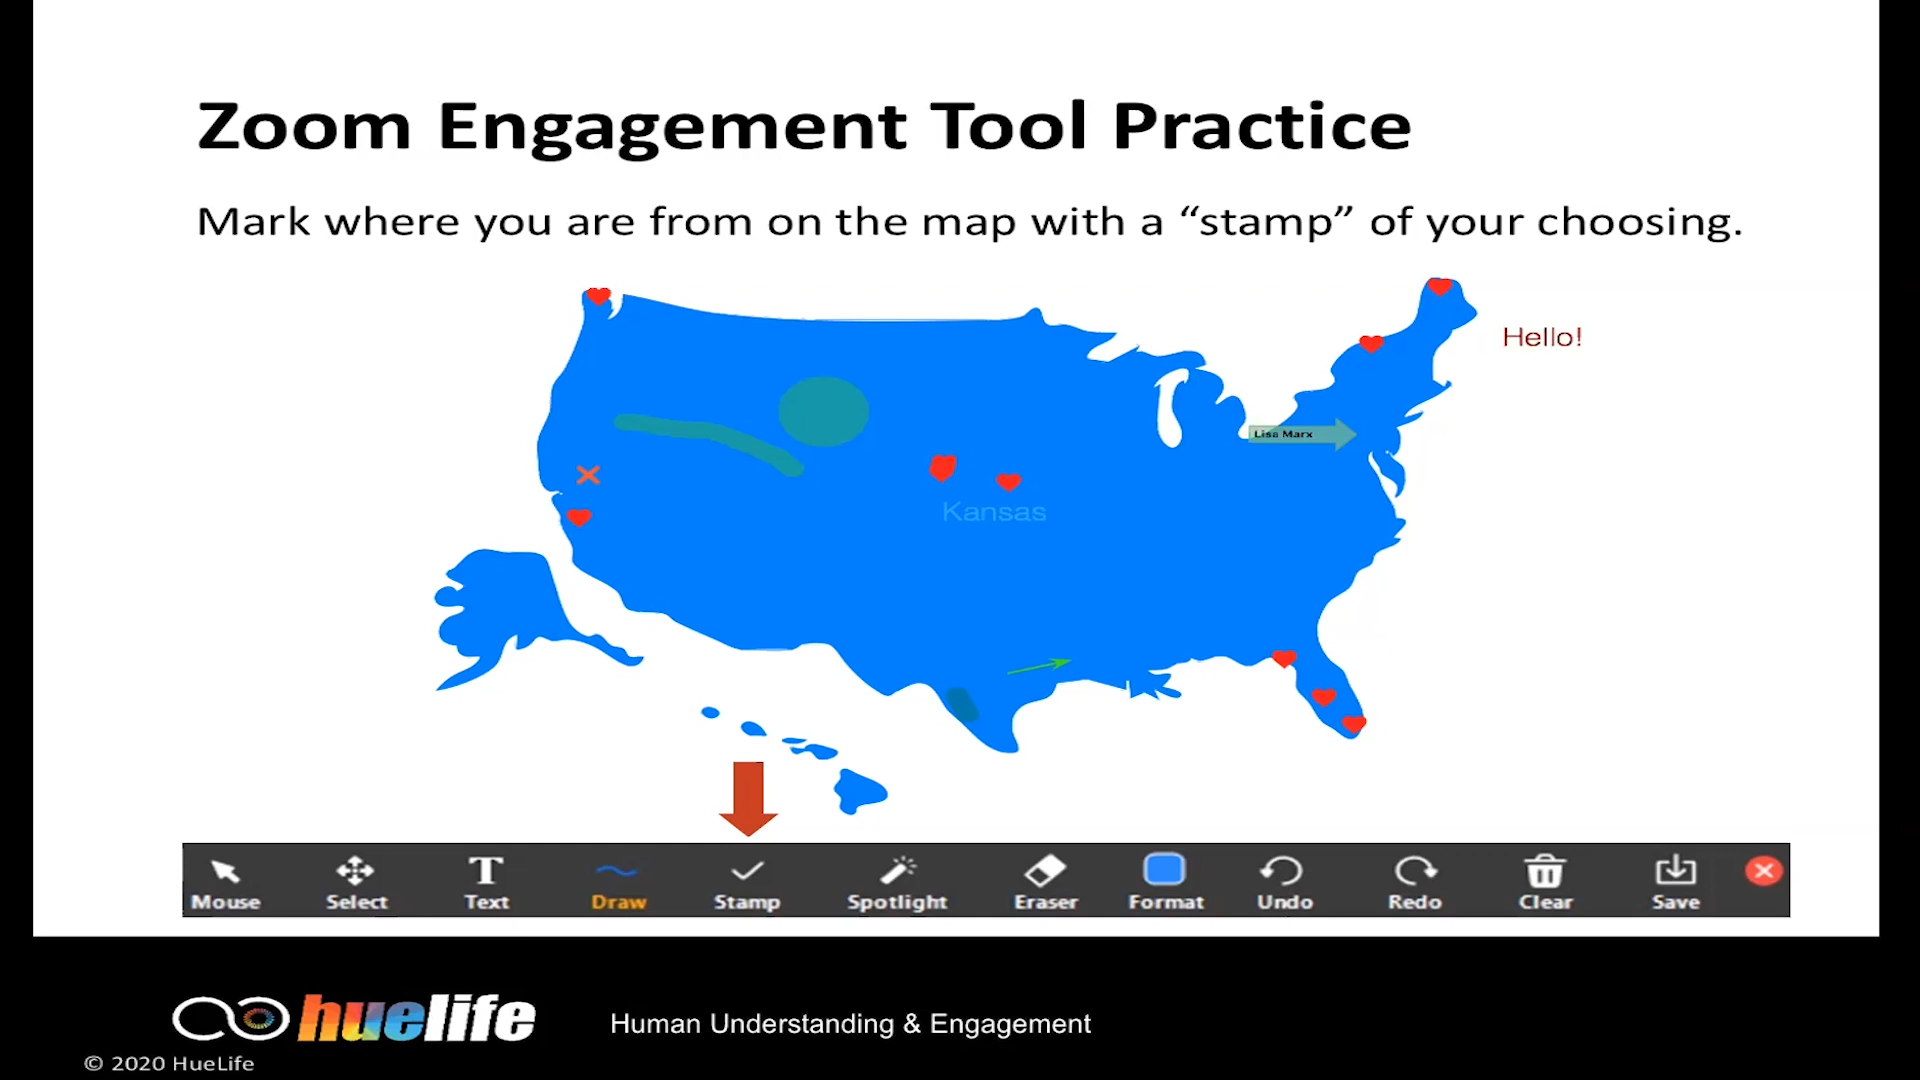 Zoom Engagement Tool Practice
Mark where you are from on the map with a “stamp” of your choosing.
Hello!
Lisa Marx
Kansas
Mouse Select Text Draw Stamp Spotlight Eraser Format Undo Redo Clear Save
huelife
Human Understanding & Engagement
© 2020 HueLife